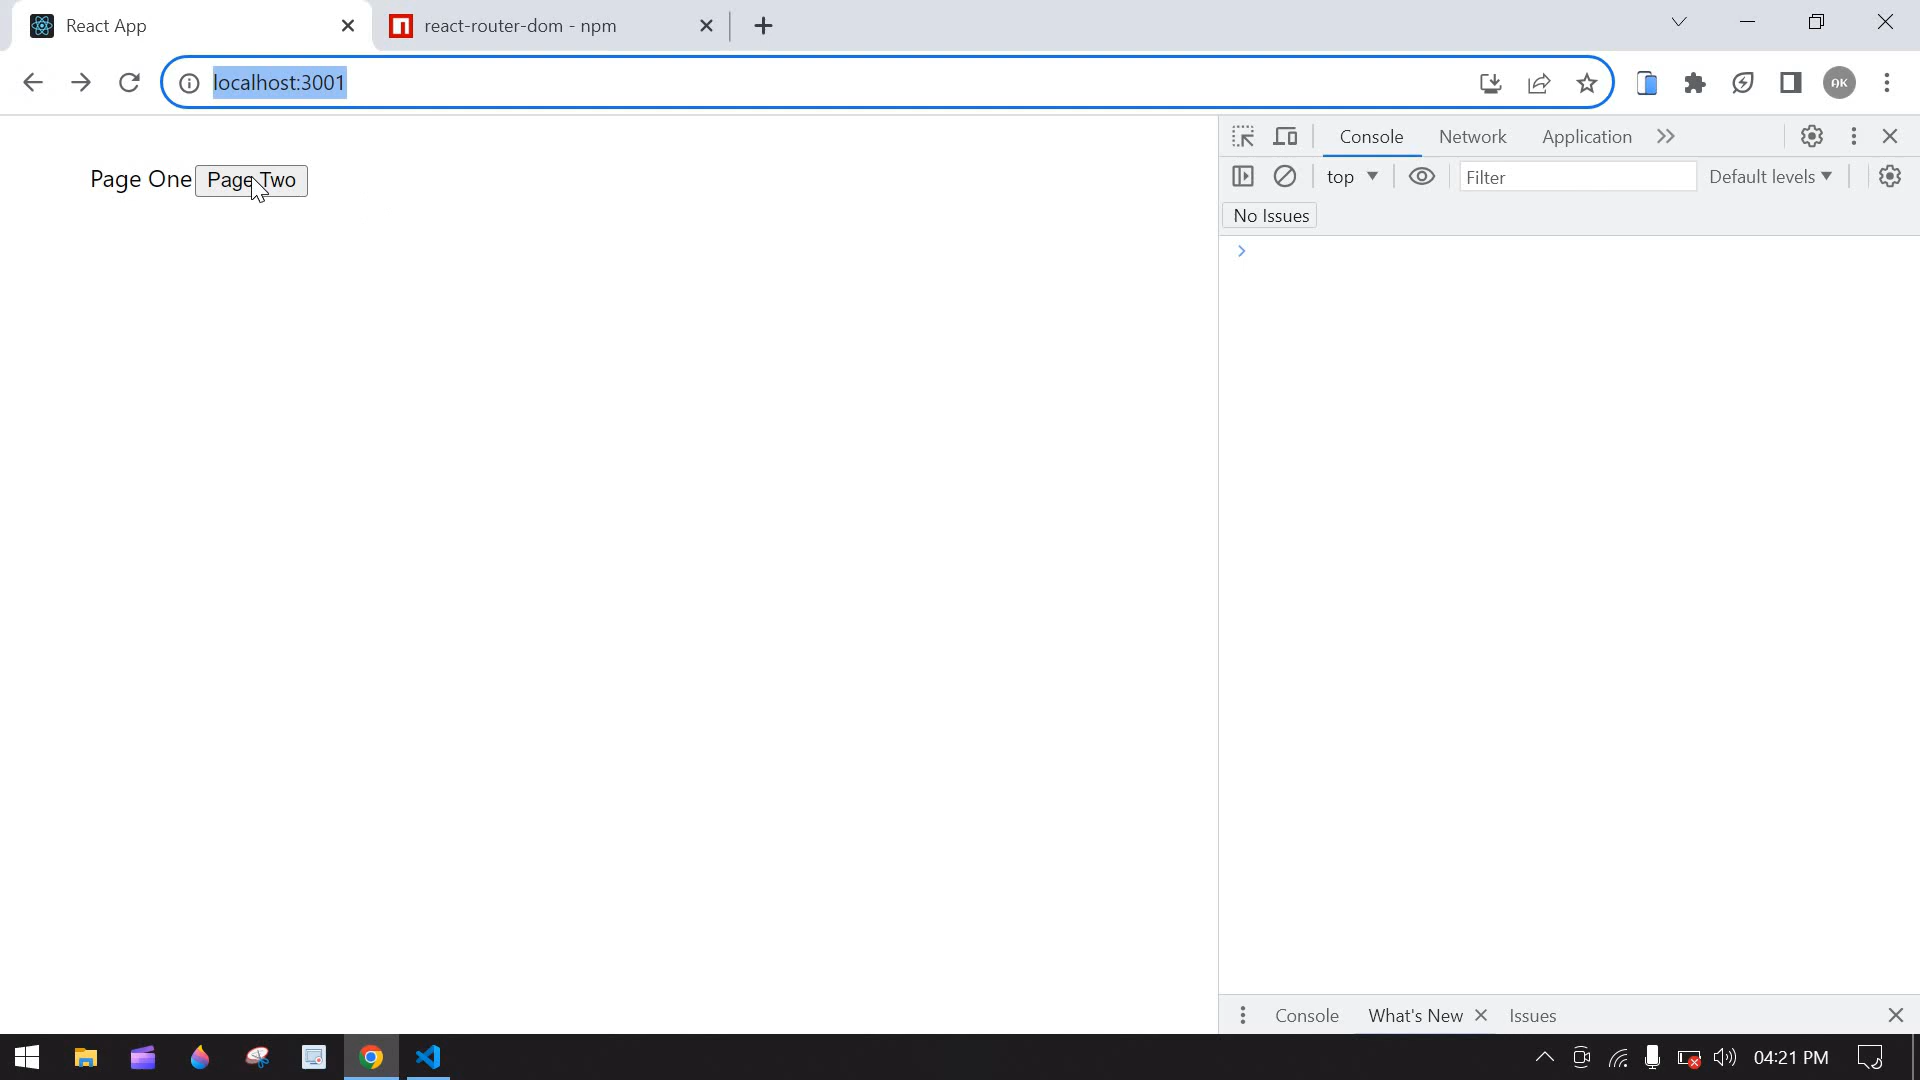 React App
react-router-dom - npm
localhost:3001
AK
Page One Page Two
Console Network Application
top Filter Default levels
No Issues
Console What's New Issues
04:21 PM